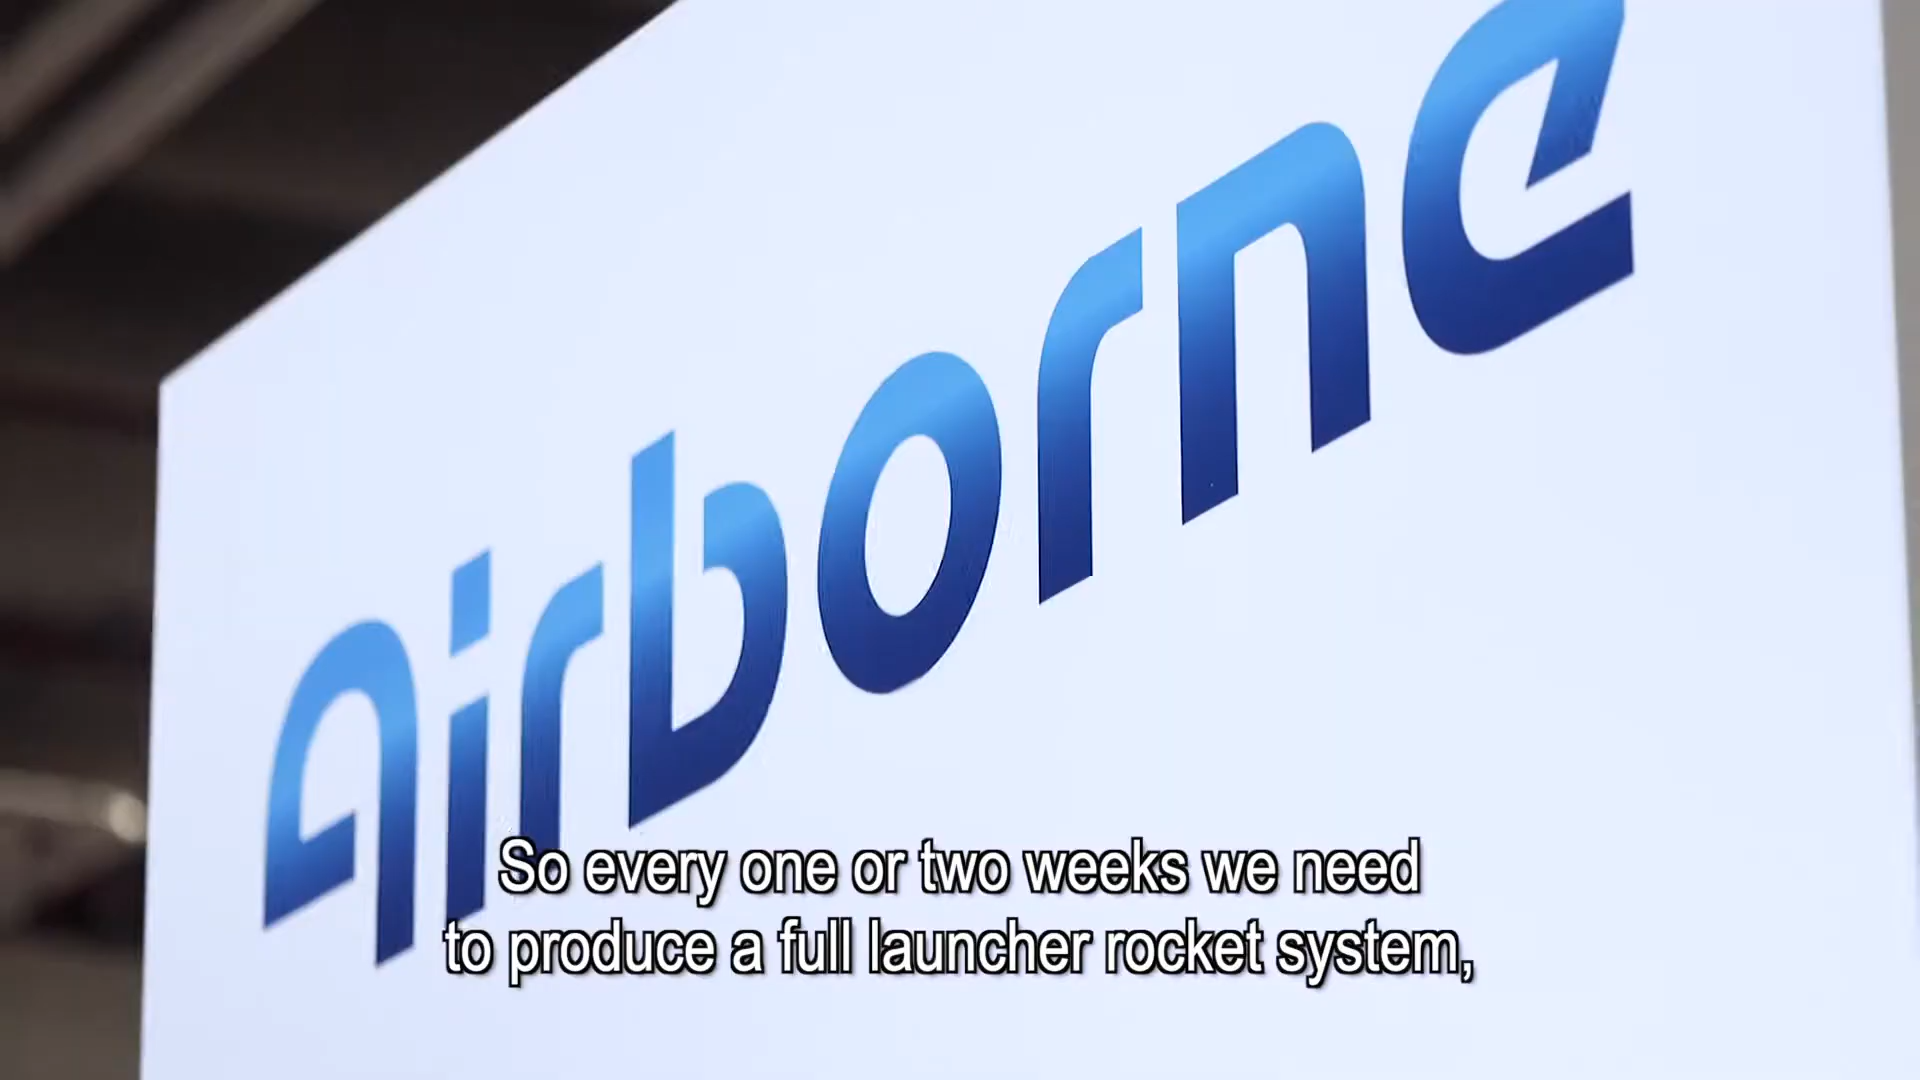 airborne
So every one or two weeks we need
to produce a full launcher rocket system,